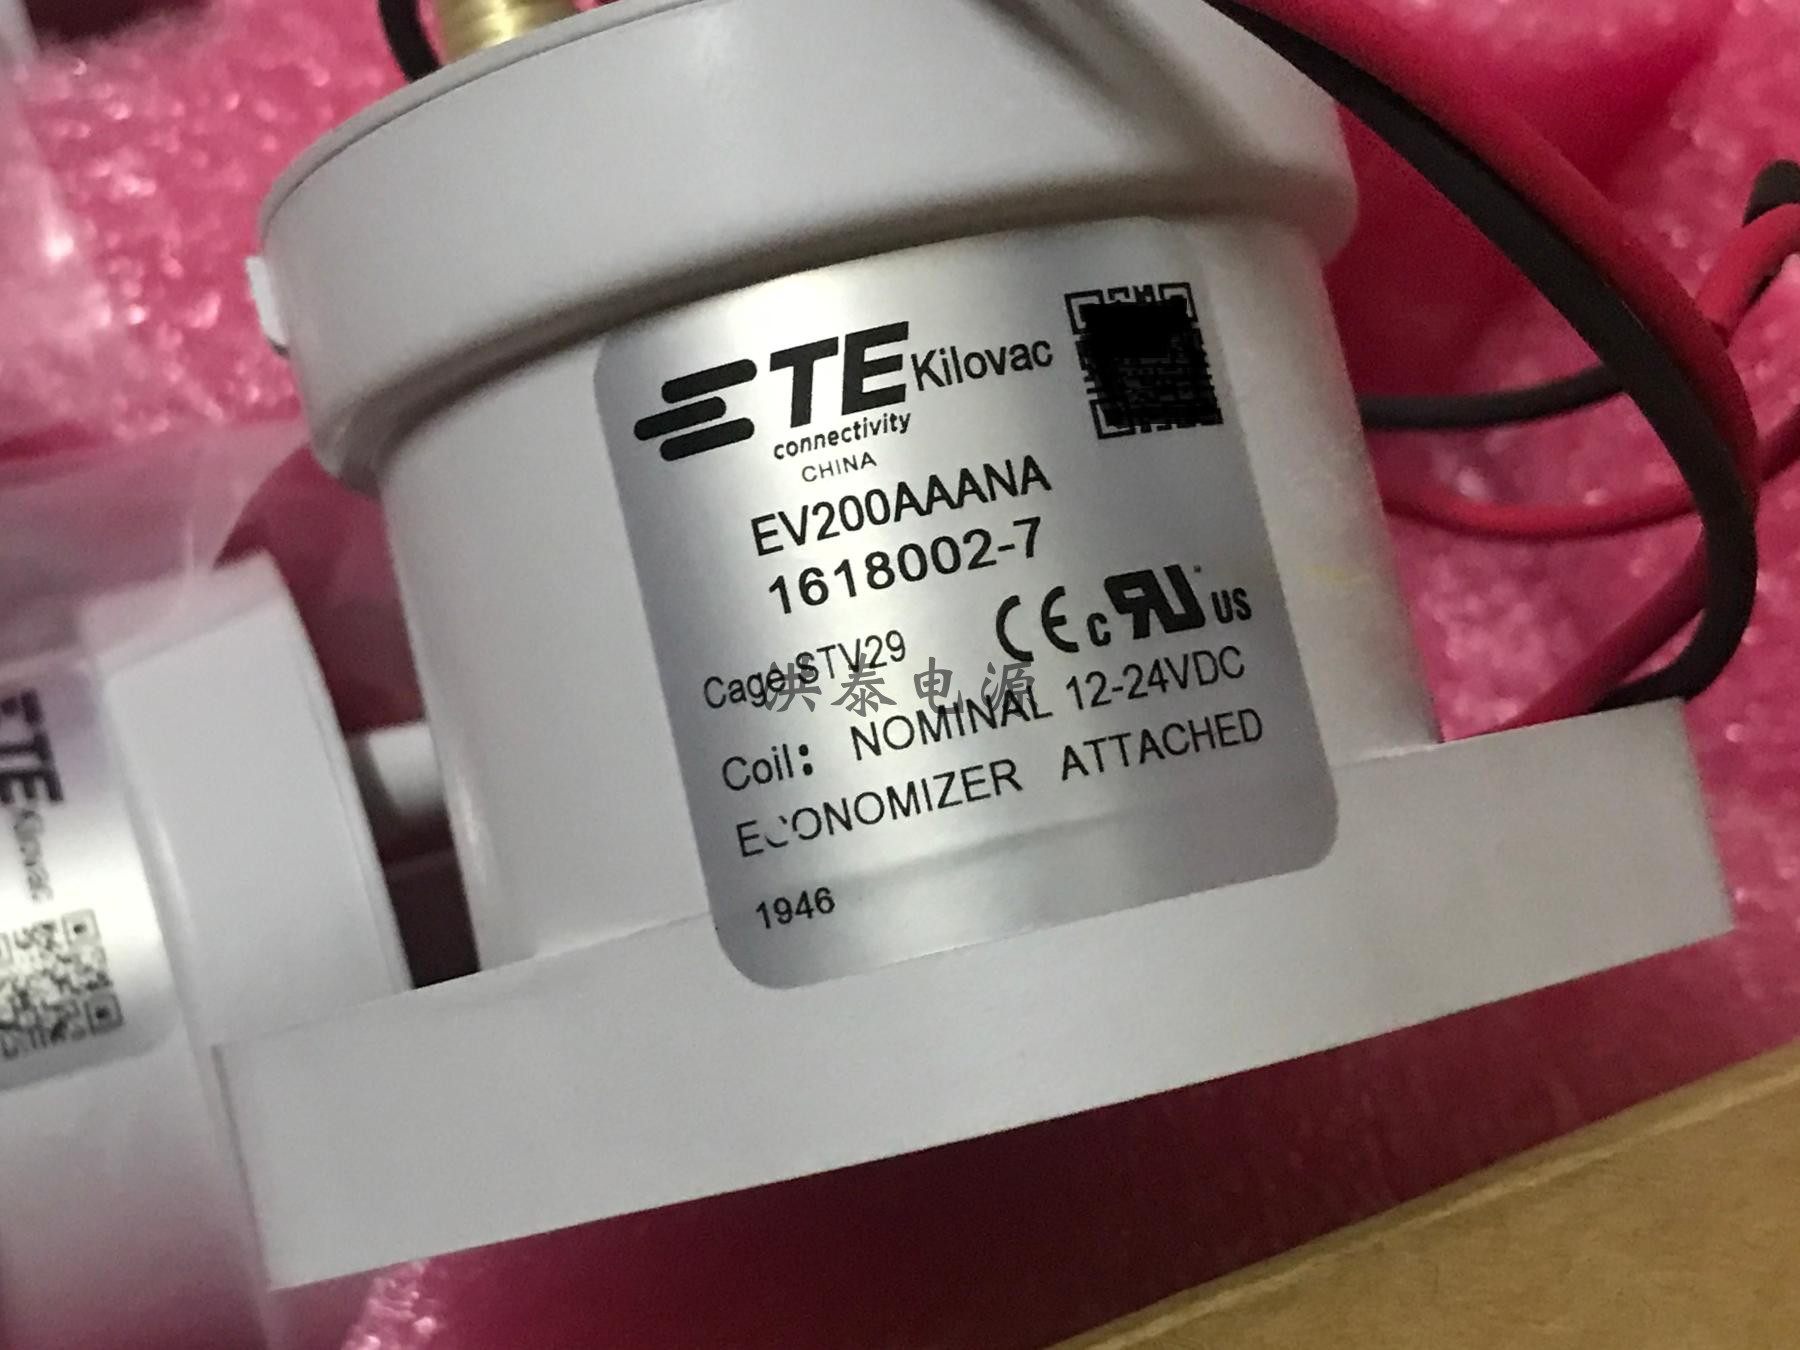 TE Kilovac
connectivity
CHINA
EV200AAANA
1618002-7
Cage STV29
CE c RU US
洪泰电源
Coil: NOMINAL 12-24VDC
ECONOMIZER ATTACHED
1946
TE Kilovac